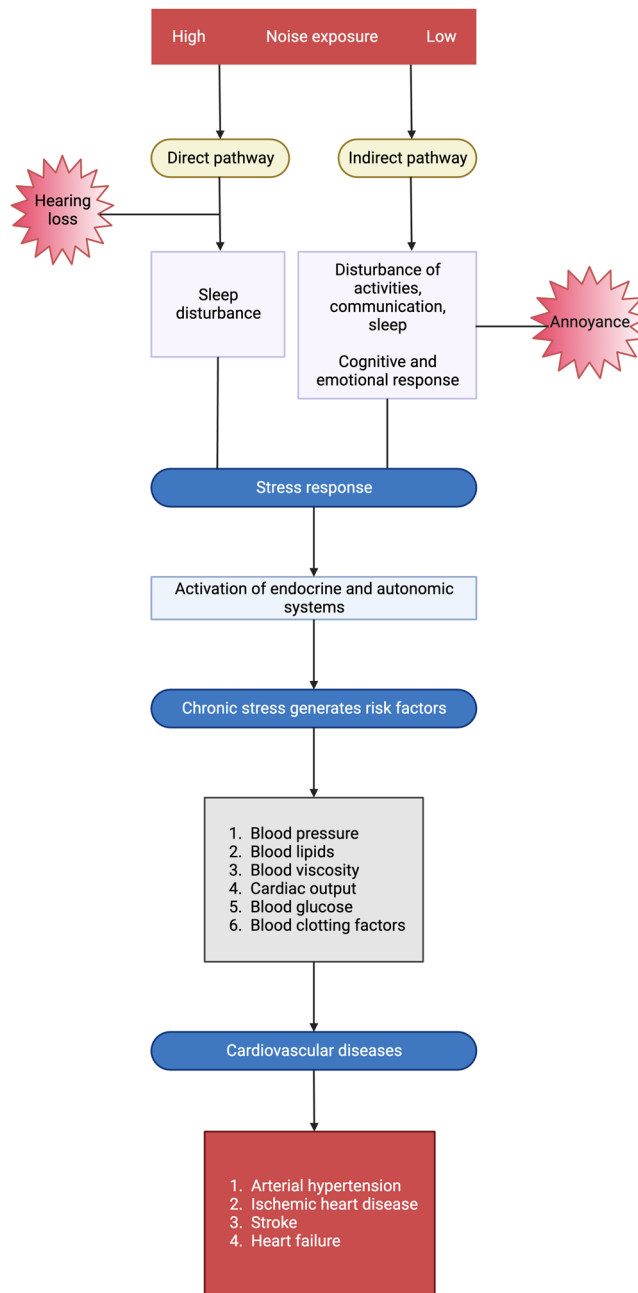 High Noise exposure Low
Direct pathway
Indirect pathway
Hearing
loss
Sleep
disturbance
Disturbance of
activities,
communication,
sleep
Cognitive and
emotional response
Annoyance
Stress response
Activation of endocrine and autonomic
systems
Chronic stress generates risk factors
1. Blood pressure
2. Blood lipids
3. Blood viscosity
4. Cardiac output
5. Blood glucose
6. Blood clotting factors
Cardiovascular diseases
1. Arterial hypertension
2. Ischemic heart disease
3. Stroke
4. Heart failure